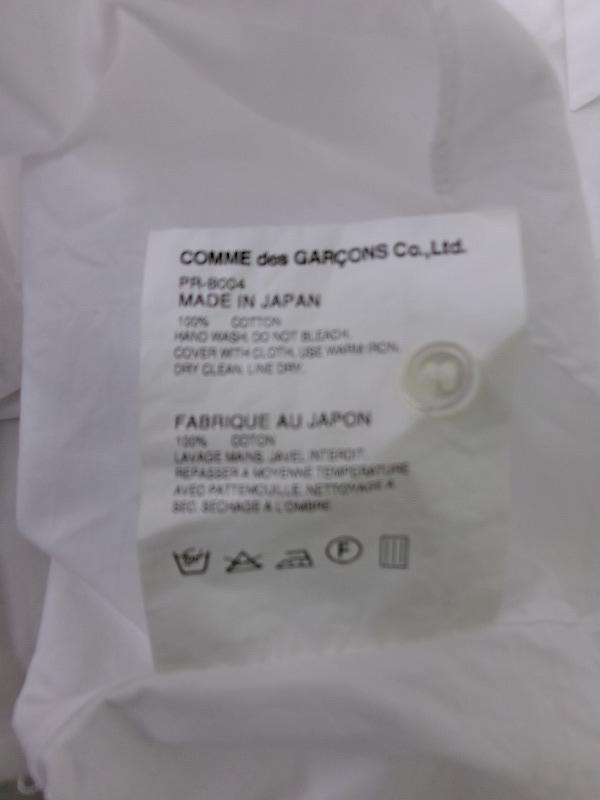 COMME des GARÇONS Co.,Ltd.
PR-B004
MADE IN JAPAN
100% COTTON
HAND WASH, DO NOT BLEACH,
COVER WITH CLOTH, USE WARM IRON,
DRY CLEAN, LINE DRY.
FABRIQUE AU JAPON
100% COTON
LAVAGE MAINS, JAVEL INTERDIT
REPASSER A MOYENNE TEMPERATURE
AVEC PATTEMOUILLE, NETTOYAGE A
SEC, SECHAGE A L'OMBRE.
F